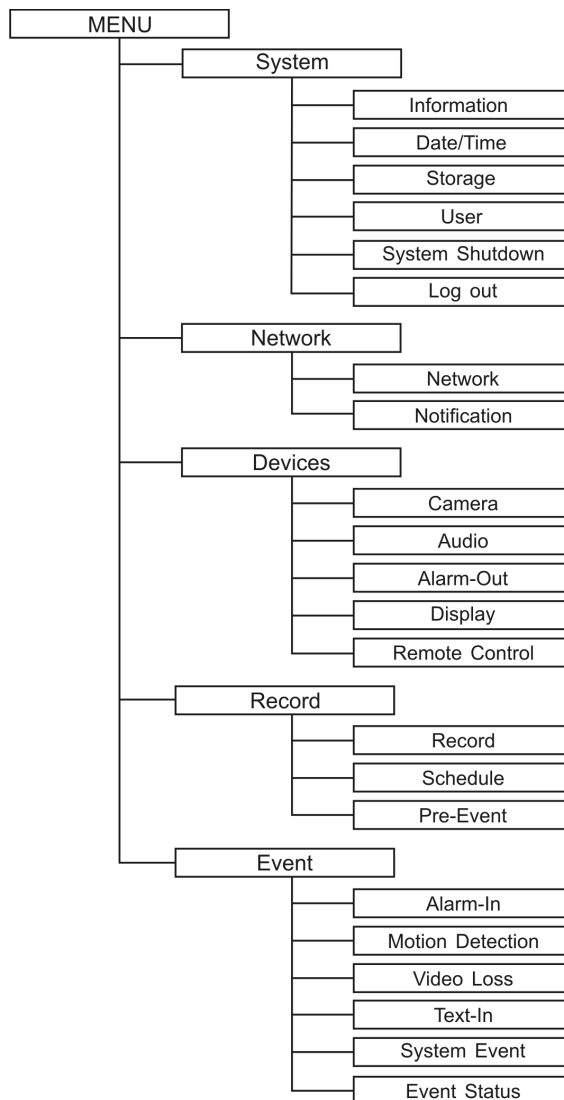 MENU
System
Information
Date/Time
Storage
User
System Shutdown
Log out
Network
Network
Notification
Devices
Camera
Audio
Alarm-Out
Display
Remote Control
Record
Record
Schedule
Pre-Event
Event
Alarm-In
Motion Detection
Video Loss
Text-In
System Event
Event Status